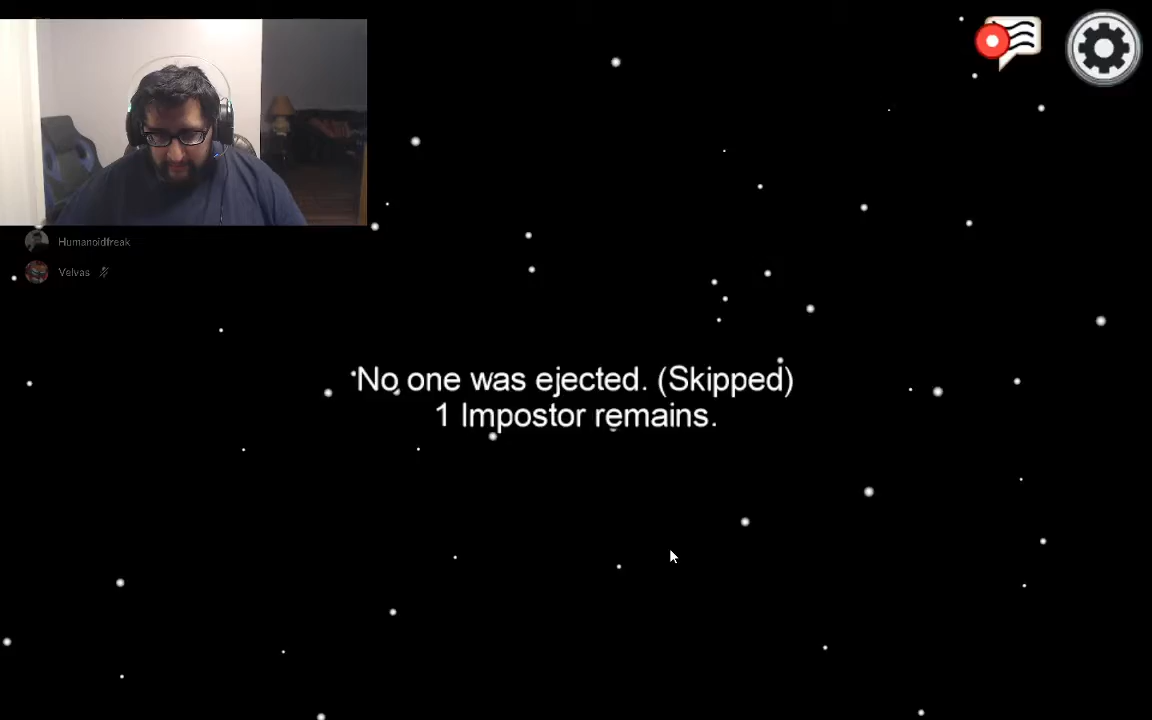 Humanoidfreak
Velvas
No one was ejected. (Skipped)
1 Impostor remains.